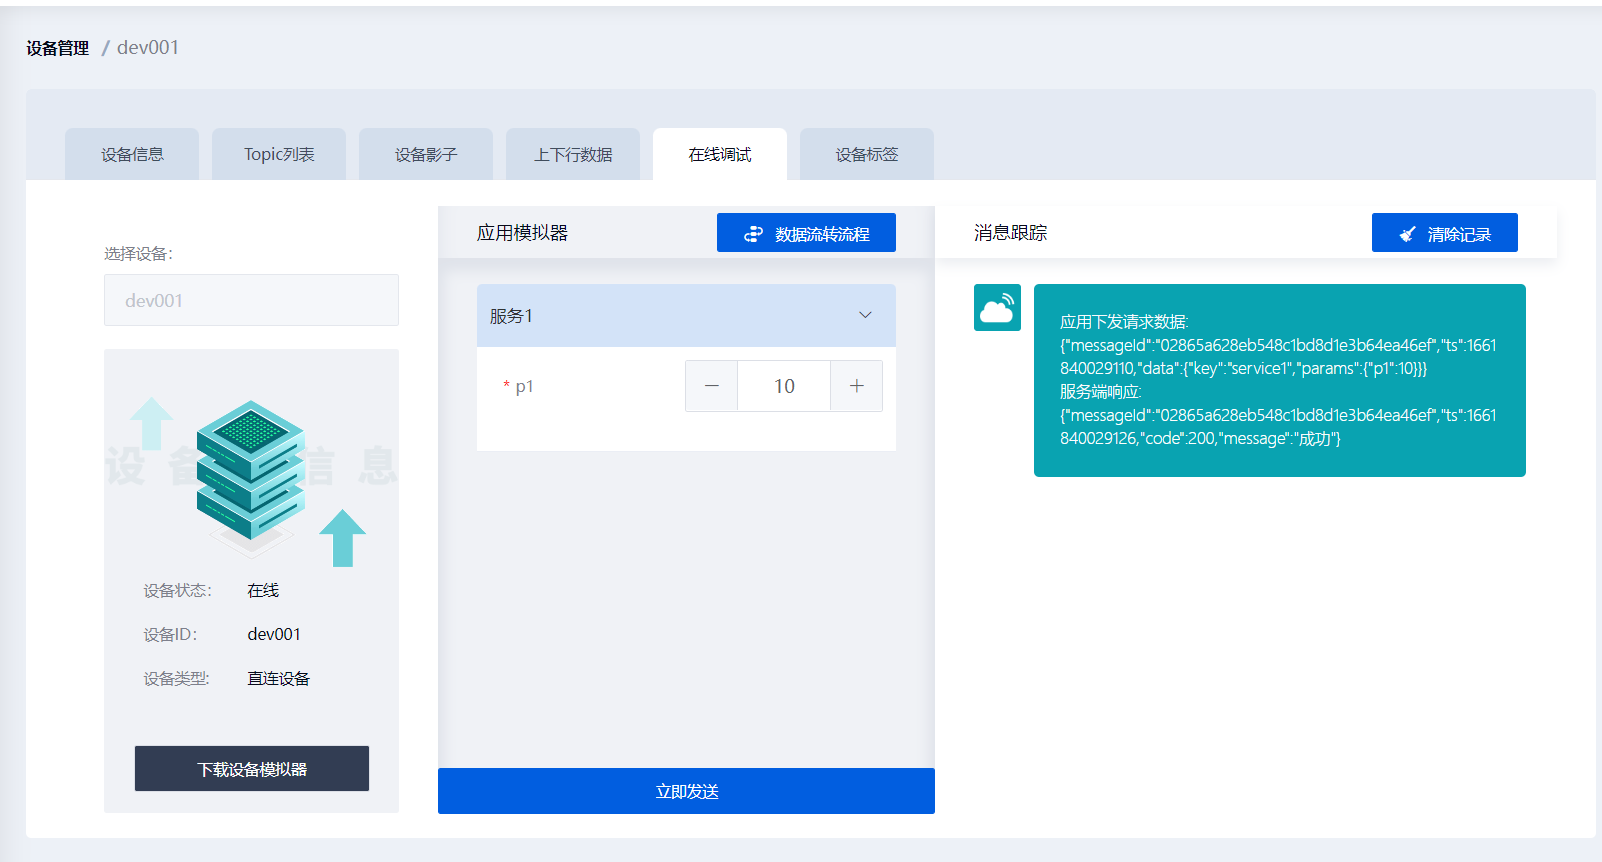 设备管理 / dev001
设备信息
Topic列表
设备影子
上下行数据
在线调试
设备标签
选择设备：
dev001
设备 信息
设备状态： 在线
设备ID： dev001
设备类型: 直连设备
下载设备模拟器
应用模拟器
数据流转流程
服务1
* p1
10
立即发送
消息跟踪
清除记录
应用下发请求数据:
{"messageId":"02865a628eb548c1bd8d1e3b64ea46ef","ts":1661
840029110,"data":{"key":"service1","params":{"p1":10}}}
服务端响应:
{"messageId":"02865a628eb548c1bd8d1e3b64ea46ef","ts":1661
840029126,"code":200,"message":"成功"}